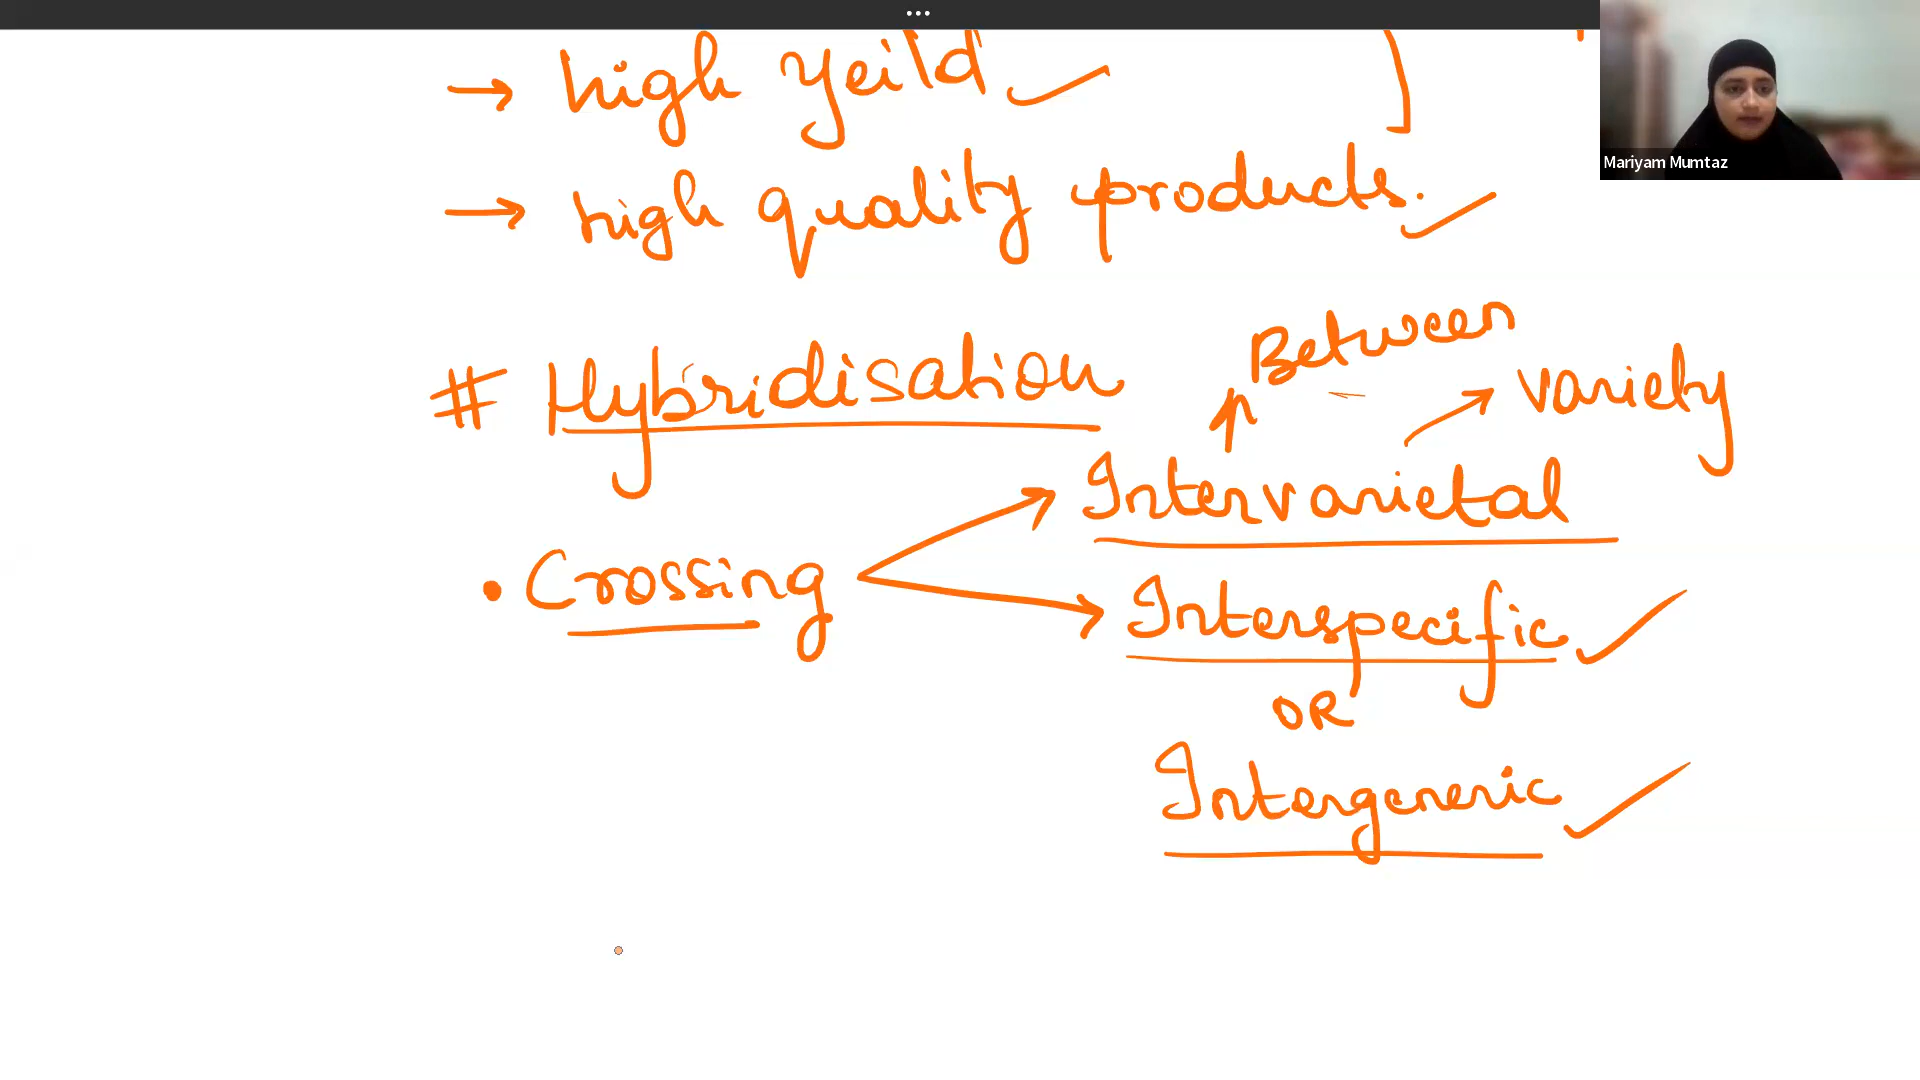 → high Yeild ✓
Mariyam Mumtaz
→ high quality products. ✓
# Hybridisation
Between
variety
Intervarietal
• Crossing
Interspecific ✓
OR
Intergeneric ✓